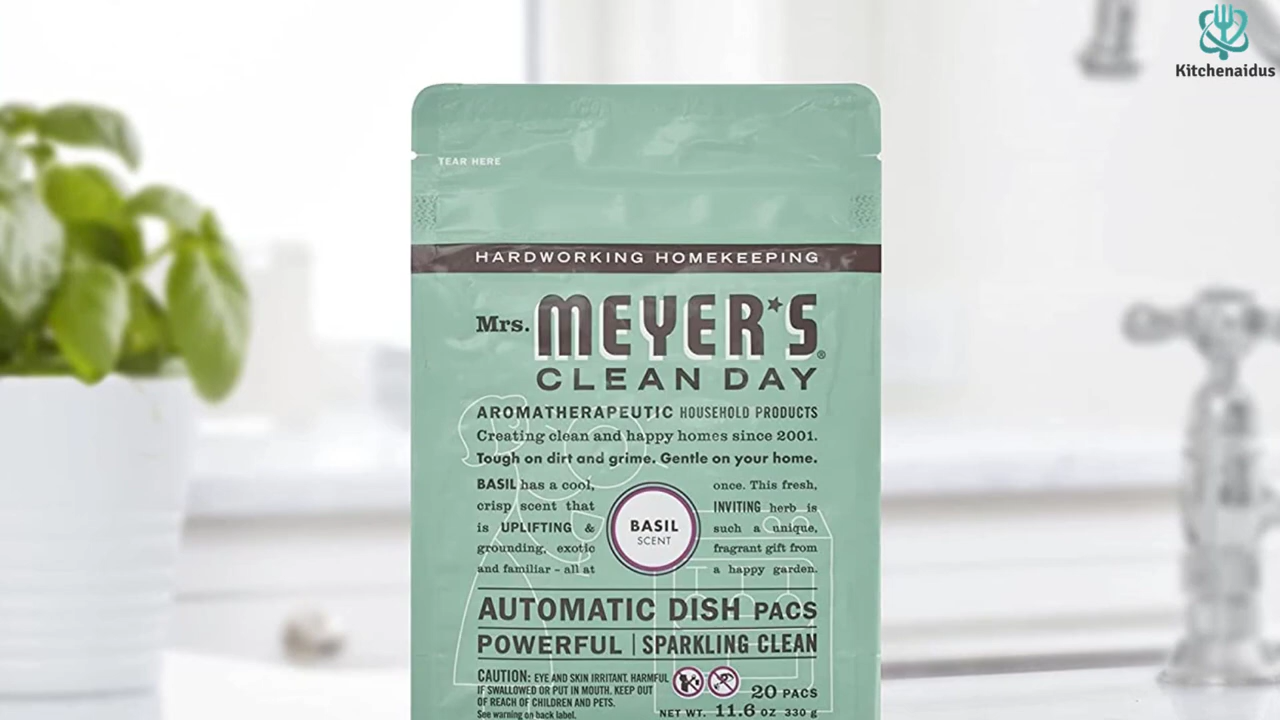 Kitchenaidus
TEAR HERE
HARDWORKING HOMEKEEPING
Mrs. MEYER'S®
CLEAN DAY
AROMATHERAPEUTIC HOUSEHOLD PRODUCTS
Creating clean and happy homes since 2001.
Tough on dirt and grime. Gentle on your home.
BASIL has a cool,
crisp scent that
is UPLIFTING &
grounding, exotic
and familiar – all at
BASIL
SCENT
once. This fresh,
INVITING herb is
such a unique,
fragrant gift from
a happy garden.
AUTOMATIC DISH PACS
POWERFUL | SPARKLING CLEAN
CAUTION: EYE AND SKIN IRRITANT. HARMFUL
IF SWALLOWED OR PUT IN MOUTH. KEEP OUT
OF REACH OF CHILDREN AND PETS.
See warning on back label.
20 PACS
NET WT. 11.6 OZ 330 g